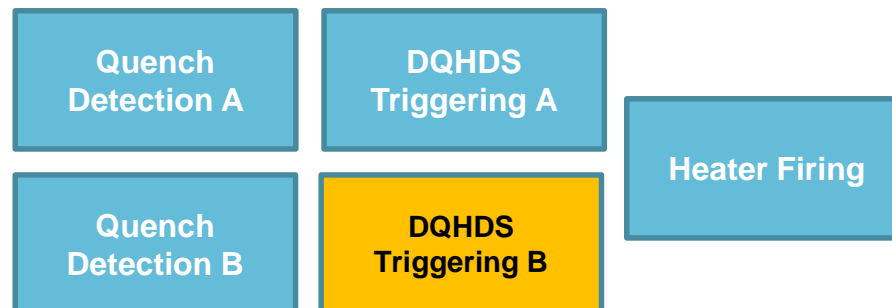 Quench
Detection A
DQHDS
Triggering A
Heater Firing
Quench
Detection B
DQHDS
Triggering B